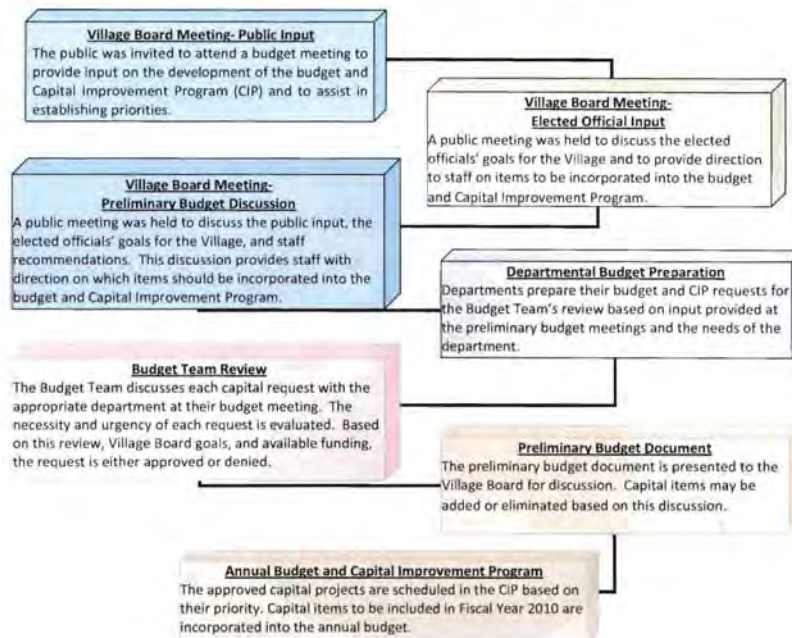 Village Board Meeting- Public Input
The public was invited to attend a budget meeting to
provide input on the development of the budget and
Capital Improvement Program (CIP) and to assist in
establishing priorities.
Village Board Meeting-
Elected Official Input
A public meeting was held to discuss the elected
officials' goals for the Village and to provide direction
to staff on items to be incorporated into the budget
and Capital Improvement Program.
Village Board Meeting-
Preliminary Budget Discussion
A public meeting was held to discuss the public input, the
elected officials' goals for the Village, and staff
recommendations. This discussion provides staff with
direction on which items should be incorporated into the
budget and Capital Improvement Program.
Departmental Budget Preparation
Departments prepare their budget and CIP requests for
the Budget Team's review based on input provided at
the preliminary budget meetings and the needs of the
department.
Budget Team Review
The Budget Team discusses each capital request with the
appropriate department at their budget meeting. The
necessity and urgency of each request is evaluated. Based
on this review, Village Board goals, and available funding,
the request is either approved or denied.
Preliminary Budget Document
The preliminary budget document is presented to the
Village Board for discussion. Capital items may be
added or eliminated based on this discussion.
Annual Budget and Capital Improvement Program
The approved capital projects are scheduled in the CIP based on
their priority. Capital items to be included in Fiscal Year 2010 are
incorporated into the annual budget.